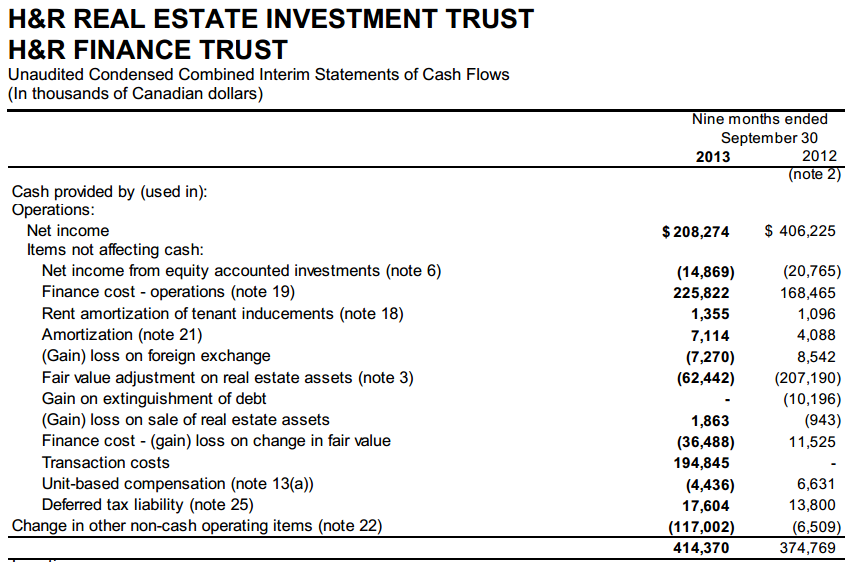 H&R REAL ESTATE INVESTMENT TRUST
H&R FINANCE TRUST
Unaudited Condensed Combined Interim Statements of Cash Flows
(In thousands of Canadian dollars)
Nine months ended
September 30
2013 2012
(note 2)
Cash provided by (used in):
Operations:
Net income $ 208,274 $ 406,225
Items not affecting cash:
Net income from equity accounted investments (note 6) (14,869) (20,765)
Finance cost - operations (note 19) 225,822 168,465
Rent amortization of tenant inducements (note 18) 1,355 1,096
Amortization (note 21) 7,114 4,088
(Gain) loss on foreign exchange (7,270) 8,542
Fair value adjustment on real estate assets (note 3) (62,442) (207,190)
Gain on extinguishment of debt - (10,196)
(Gain) loss on sale of real estate assets 1,863 (943)
Finance cost - (gain) loss on change in fair value (36,488) 11,525
Transaction costs 194,845 -
Unit-based compensation (note 13(a)) (4,436) 6,631
Deferred tax liability (note 25) 17,604 13,800
Change in other non-cash operating items (note 22) (117,002) (6,509)
414,370 374,769